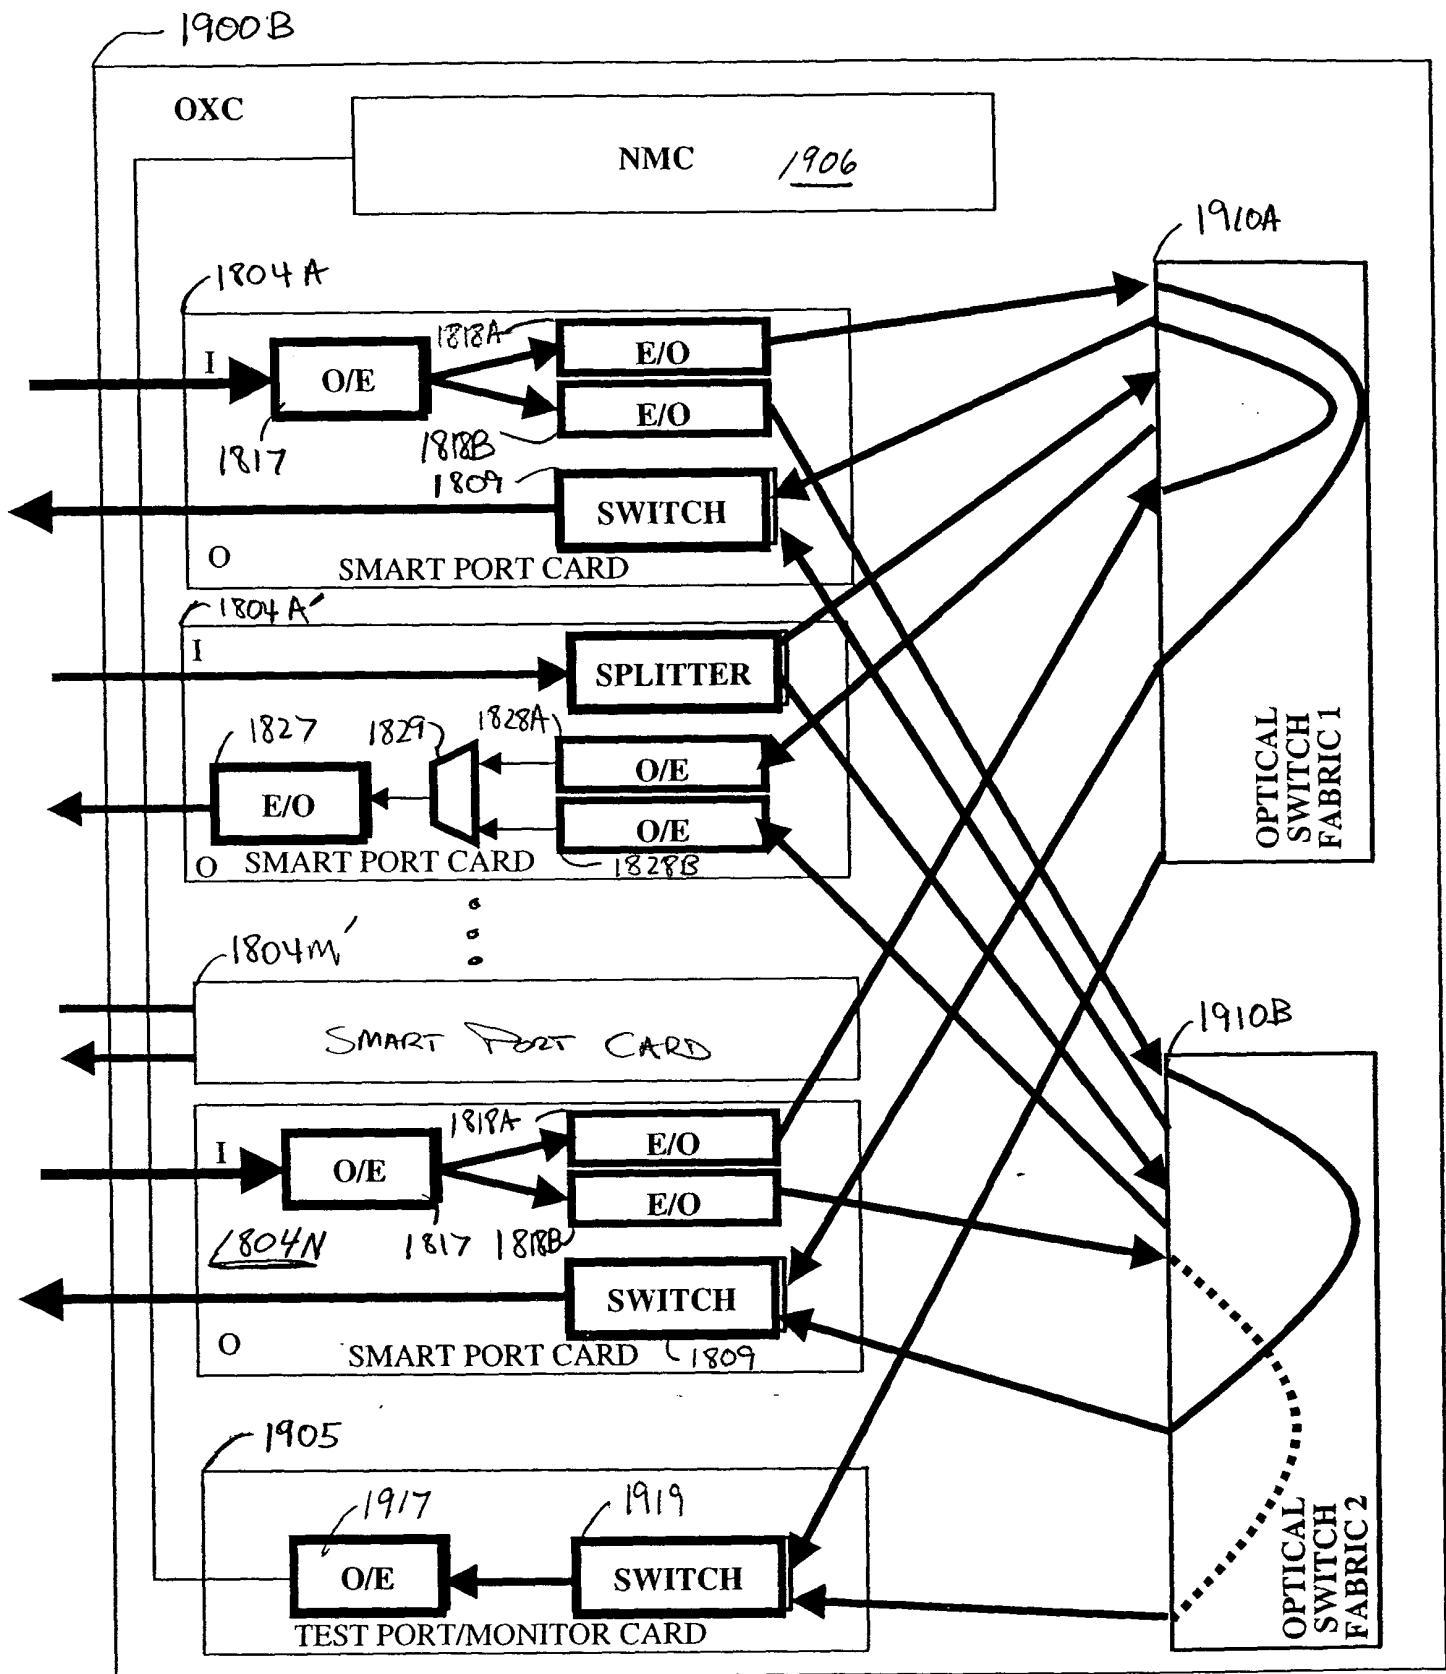 1900B
OXC
NMC 1906
1910A
1804A
I
O/E
1817
1818A
E/O
E/O
1818B
1809
SWITCH
O
SMART PORT CARD
1804A'
I
SPLITTER
1827
1829
1828A
E/O
O/E
O/E
1828B
O
SMART PORT CARD
OPTICAL
SWITCH
FABRIC 1
1804M'
SMART PORT CARD
1910B
1818A
I
O/E
E/O
E/O
1804N
1817
1818B
SWITCH
O
SMART PORT CARD
1809
1905
1917
1919
O/E
SWITCH
TEST PORT/MONITOR CARD
OPTICAL
SWITCH
FABRIC 2